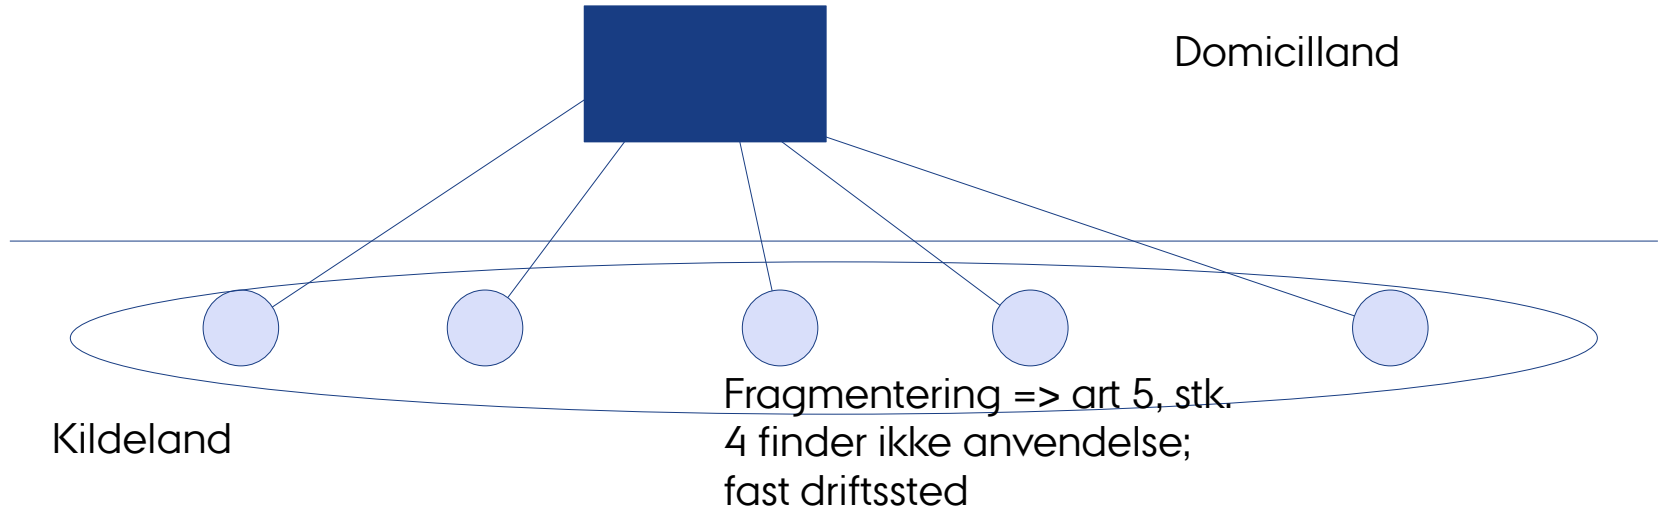 Domicilland
Fragmentering => art 5, stk.
4 finder ikke anvendelse;
fast driftssted
Kildeland